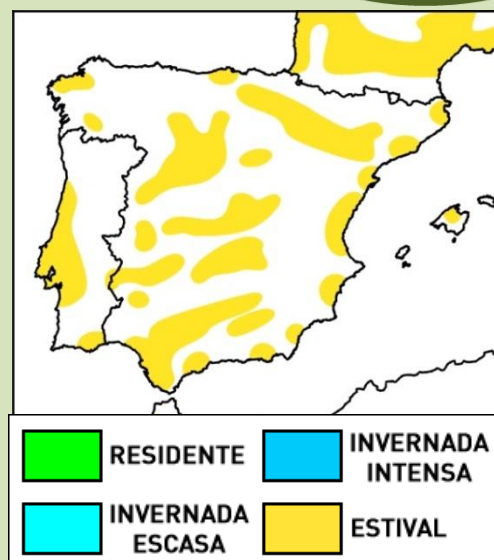 RESIDENTE
INVERNADA
INTENSA
INVERNADA
ESCASA
ESTIVAL